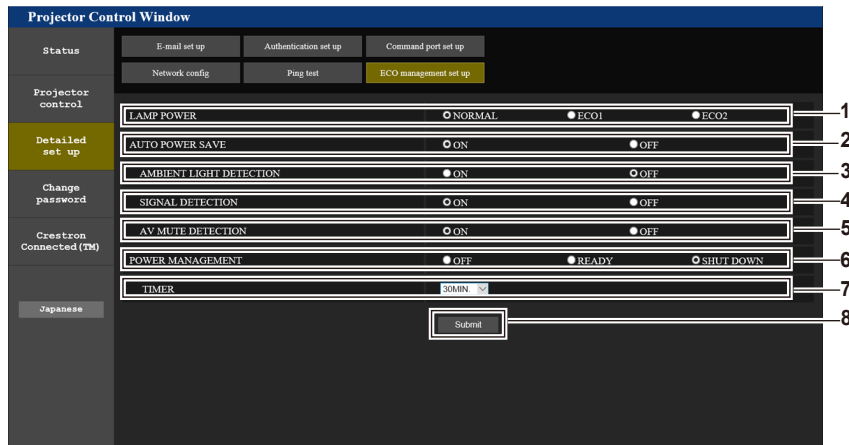 Projector Control Window
Status
E-mail set up
Authentication set up
Command port set up
Network config
Ping test
ECO management set up
Projector
control
Detailed
set up
Change
password
Crestron
Connected(TM)
Japanese
LAMP POWER NORMAL ECO1 ECO2 1
AUTO POWER SAVE ON OFF 2
AMBIENT LIGHT DETECTION ON OFF 3
SIGNAL DETECTION ON OFF 4
AV MUTE DETECTION ON OFF 5
POWER MANAGEMENT OFF READY SHUT DOWN 6
TIMER 30MIN. 7
Submit 8